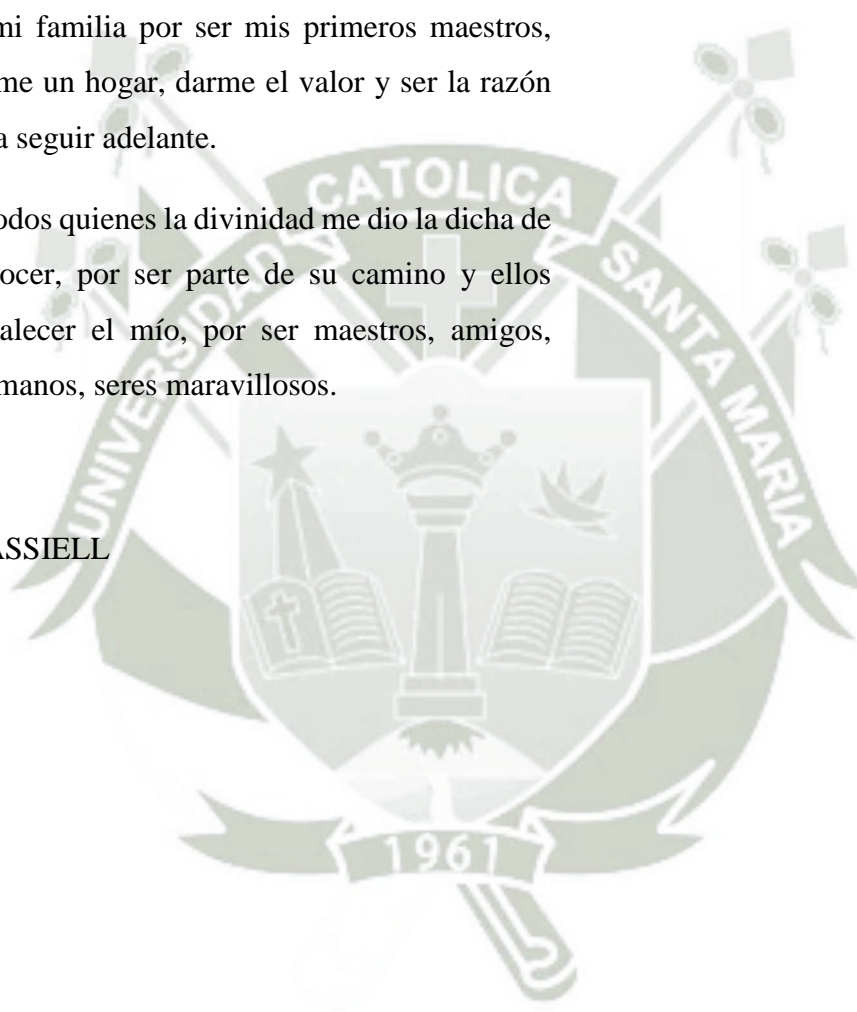 mi familia por ser mis primeros maestros,
me un hogar, darme el valor y ser la razón
a seguir adelante.
odos quienes la divinidad me dio la dicha de
ocer, por ser parte de su camino y ellos
alecer el mío, por ser maestros, amigos,
manos, seres maravillosos.
ASSIELL
UNIVERSIDAD CATOLICA SANTA MARIA
1961